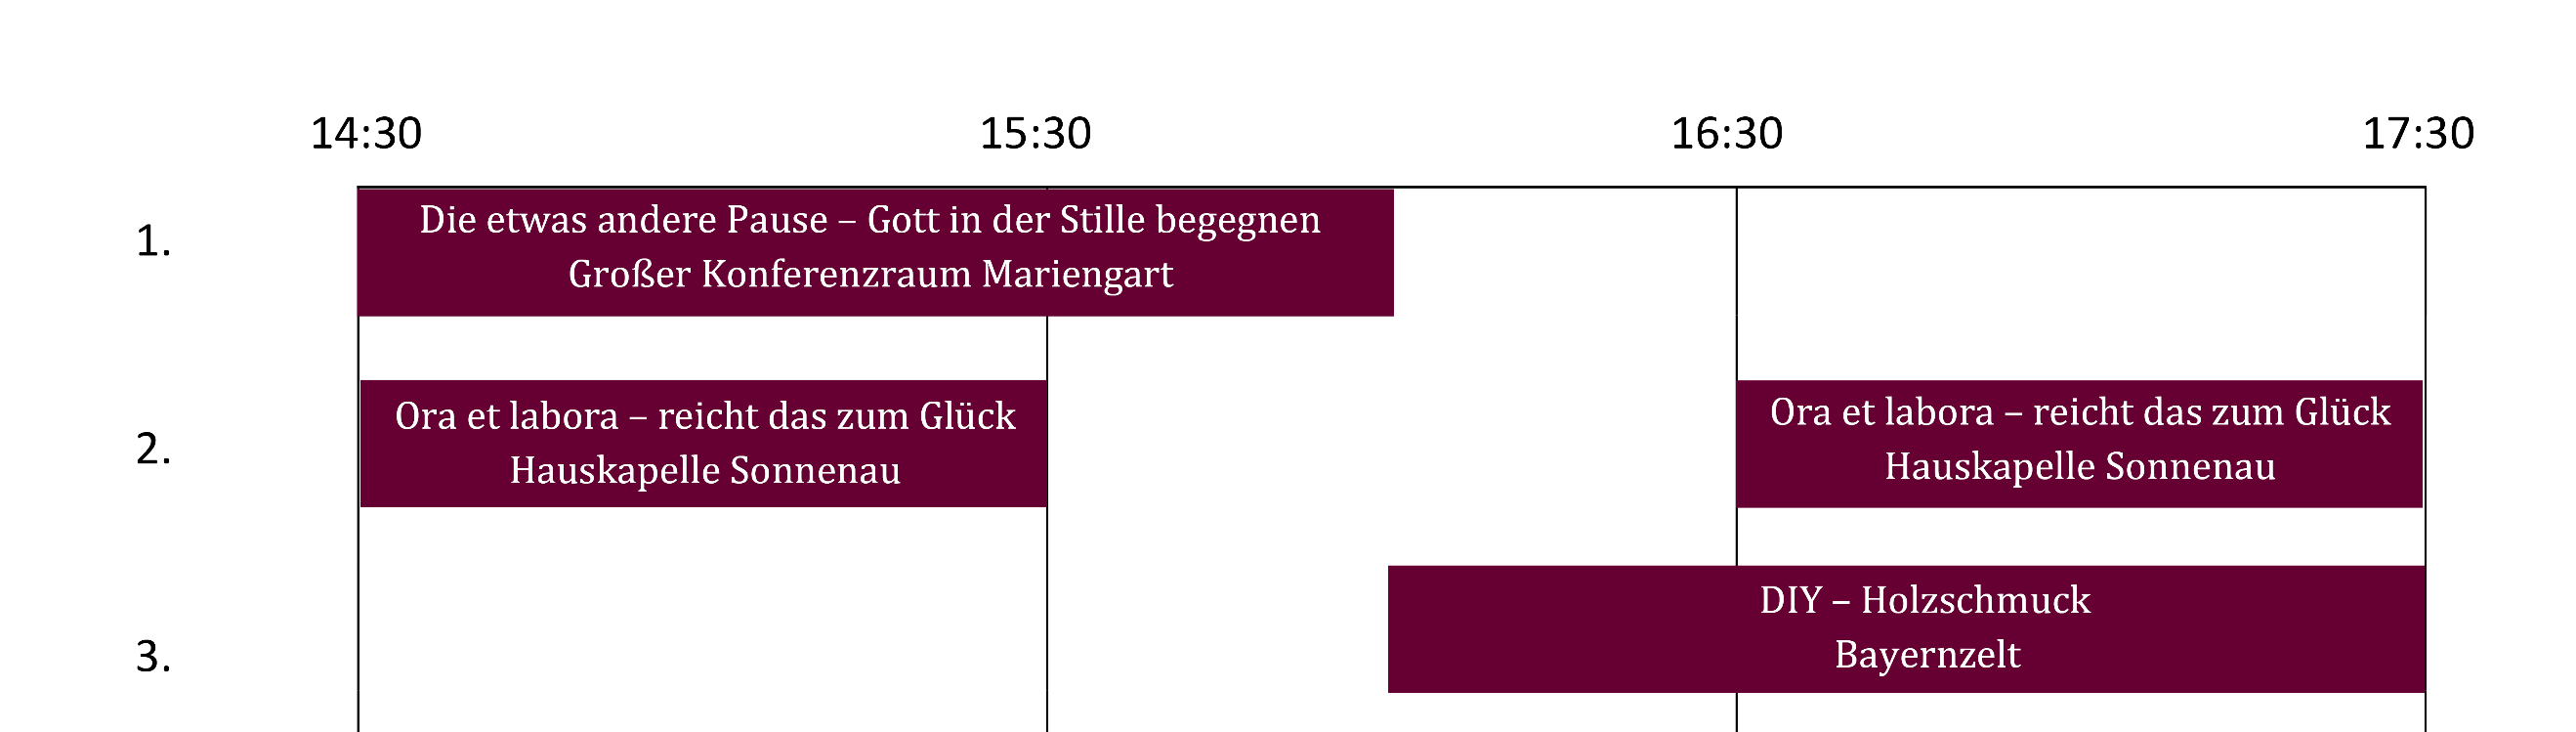 14:30 15:30 16:30 17:30
1.
Die etwas andere Pause – Gott in der Stille begegnen
Großer Konferenzraum Mariengart
2.
Ora et labora – reicht das zum Glück
Hauskapelle Sonnenau
Ora et labora – reicht das zum Glück
Hauskapelle Sonnenau
3.
DIY – Holzschmuck
Bayernzelt